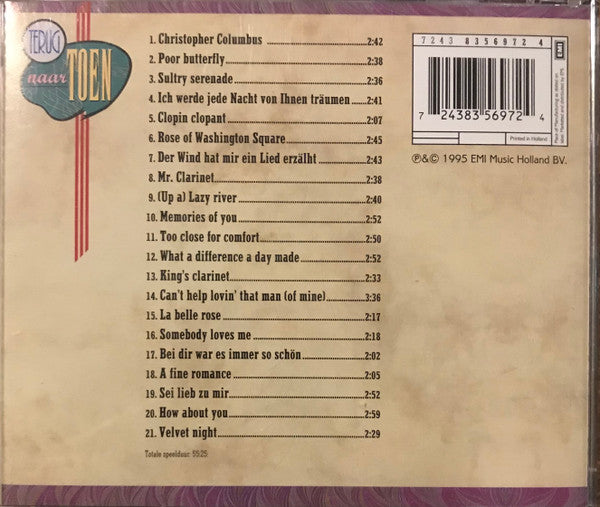 TERUG
naar
TOEN
1. Christopher Columbus 2:42
2. Poor butterfly 2:38
3. Sultry serenade 2:36
4. Ich werde jede Nacht von Ihnen träumen 2:41
5. Clopin clopant 2:07
6. Rose of Washington Square 2:45
7. Der Wind hat mir ein Lied erzälht 2:43
8. Mr. Clarinet 2:38
9. (Up a) Lazy river 2:40
10. Memories of you 2:52
11. Too close for comfort 2:50
12. What a difference a day made 2:52
13. King's clarinet 2:33
14. Can't help lovin' that man (of mine) 3:36
15. La belle rose 2:17
16. Somebody loves me 2:18
17. Bei dir war es immer so schön 2:02
18. A fine romance 2:05
19. Sei lieb zu mir 2:52
20. How about you 2:59
21. Velvet night 2:29
Totale speelduur: 55:25
7243 8356972 4
7 24383 56972 4
EMI
Printed in Holland
℗&© 1995 EMI Music Holland BV.